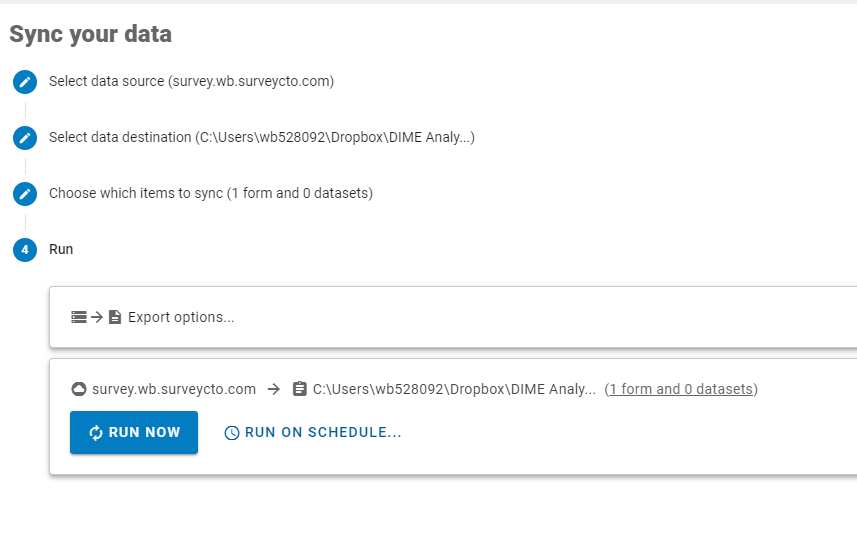 Sync your data
Select data source (survey.wb.surveycto.com)
Select data destination (C:\Users\wb528092\Dropbox\DIME Analy...)
Choose which items to sync (1 form and 0 datasets)
4 Run
Export options...
survey.wb.surveycto.com C:\Users\wb528092\Dropbox\DIME Analy... (1 form and 0 datasets)
RUN NOW RUN ON SCHEDULE...